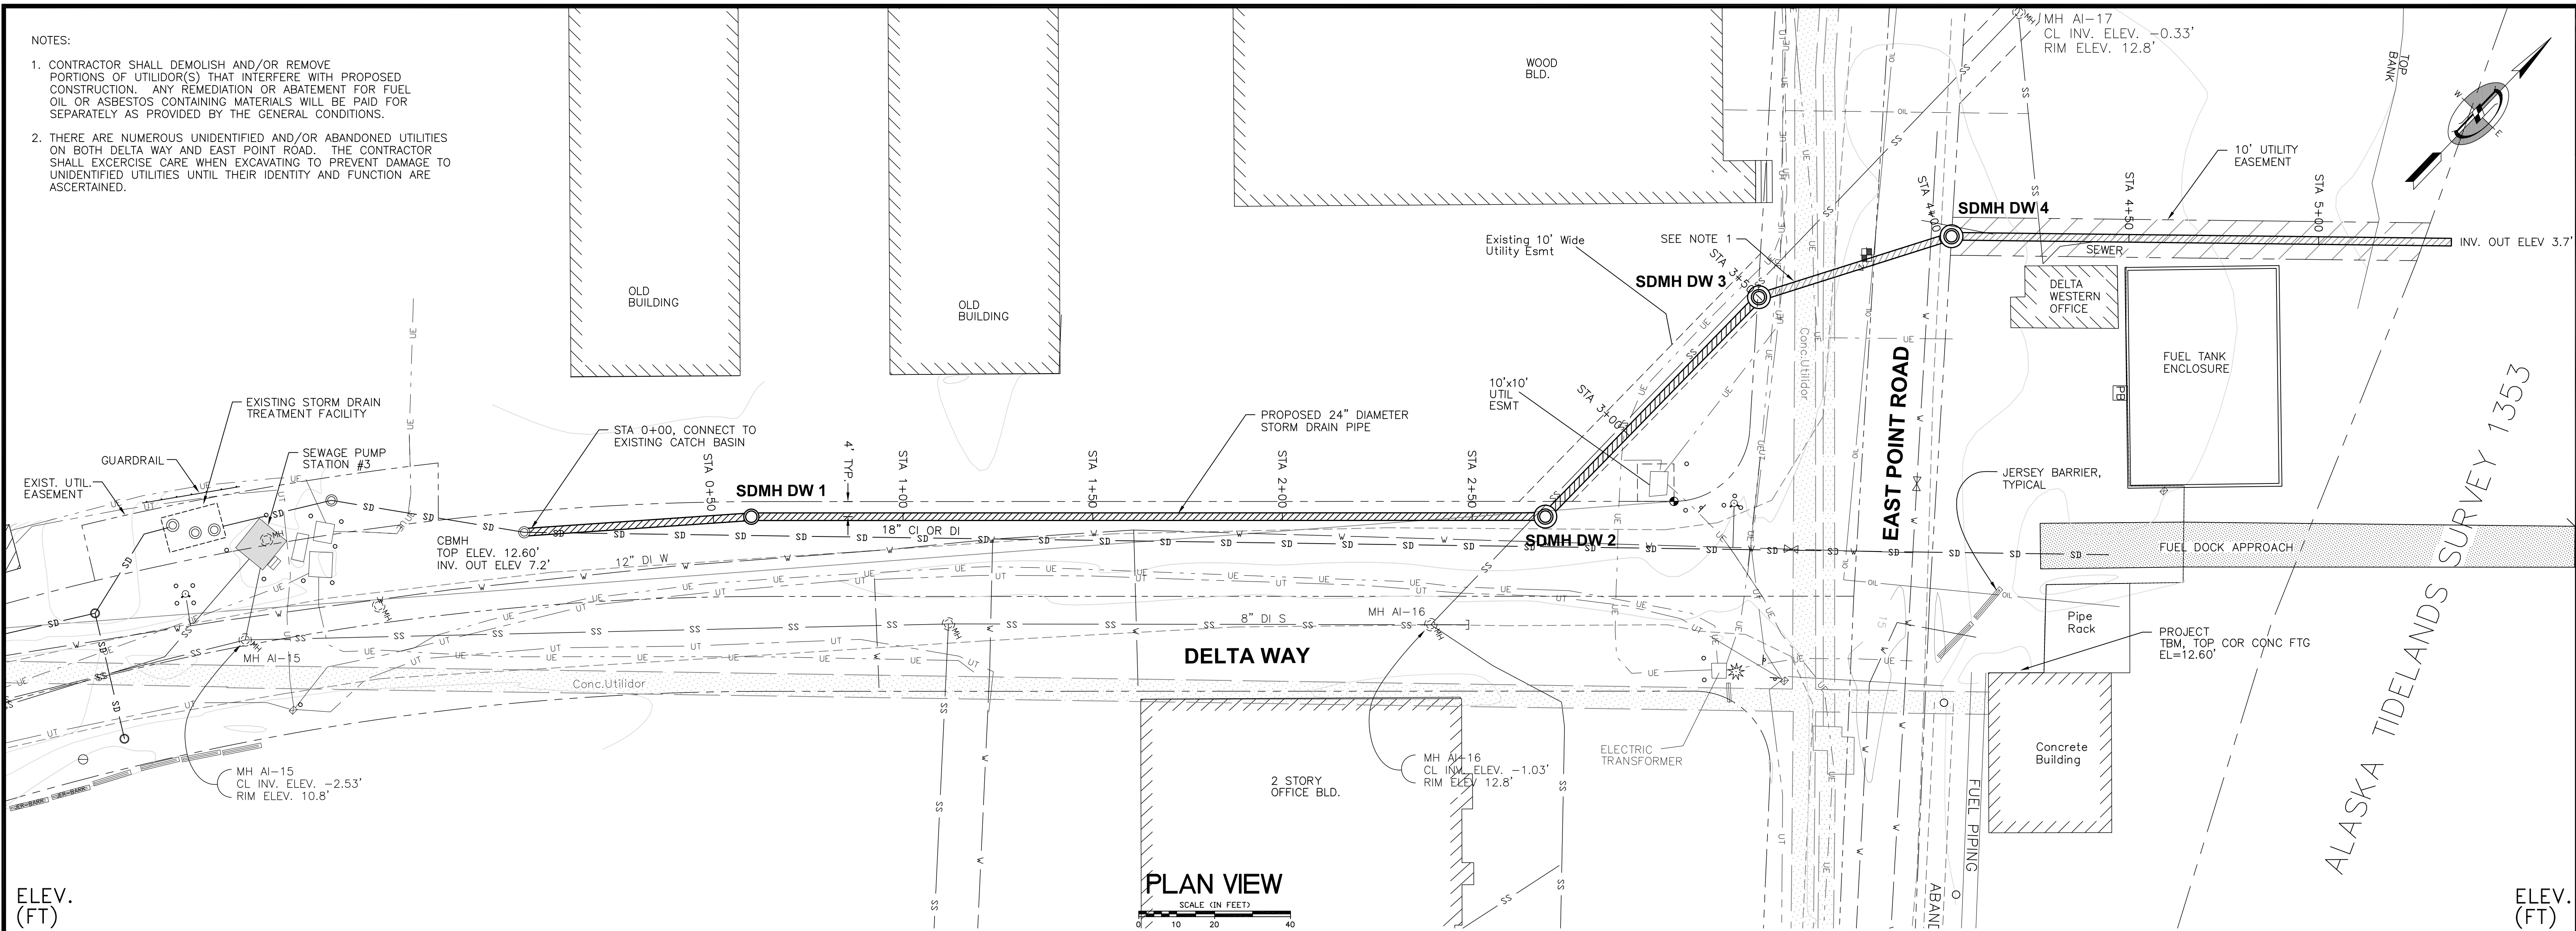 NOTES:
1. CONTRACTOR SHALL DEMOLISH AND/OR REMOVE
PORTIONS OF UTILIDOR(S) THAT INTERFERE WITH PROPOSED
CONSTRUCTION. ANY REMEDIATION OR ABATEMENT FOR FUEL
OIL OR ASBESTOS CONTAINING MATERIALS WILL BE PAID FOR
SEPARATELY AS PROVIDED BY THE GENERAL CONDITIONS.
2. THERE ARE NUMEROUS UNIDENTIFIED AND/OR ABANDONED UTILITIES
ON BOTH DELTA WAY AND EAST POINT ROAD. THE CONTRACTOR
SHALL EXCERCISE CARE WHEN EXCAVATING TO PREVENT DAMAGE TO
UNIDENTIFIED UTILITIES UNTIL THEIR IDENTITY AND FUNCTION ARE
ASCERTAINED.
OLD
BUILDING
OLD
BUILDING
WOOD
BLD.
MH AI-17
CL INV. ELEV. -0.33'
RIM ELEV. 12.8'
TOP
BANK
W
E
10' UTILITY
EASEMENT
STA 4+00
STA 4+50
STA 5+00
SDMH DW 4
SEWER
INV. OUT ELEV 3.7'
Existing 10' Wide
Utility Esmt
SEE NOTE 1
STA 3+50
SDMH DW 3
DELTA
WESTERN
OFFICE
FUEL TANK
ENCLOSURE
PB
Conc.Utilidor
EAST POINT ROAD
10'x10'
UTIL
ESMT
STA 3+00
EXISTING STORM DRAIN
TREATMENT FACILITY
GUARDRAIL
SEWAGE PUMP
STATION #3
EXIST. UTIL.
EASEMENT
STA 0+00, CONNECT TO
EXISTING CATCH BASIN
PROPOSED 24" DIAMETER
STORM DRAIN PIPE
4' TYP.
STA 0+50
STA 1+00
STA 1+50
STA 2+00
STA 2+50
SDMH DW 1
SDMH DW 2
18" CI OR DI
12" DI W
CBMH
TOP ELEV. 12.60'
INV. OUT ELEV 7.2'
JERSEY BARRIER,
TYPICAL
FUEL DOCK APPROACH
ALASKA TIDELANDS SURVEY 1353
MH AI-15
MH AI-16
8" DI S
DELTA WAY
Conc.Utilidor
15
Pipe
Rack
PROJECT
TBM, TOP COR CONC FTG
EL=12.60'
MH AI-15
CL INV. ELEV. -2.53'
RIM ELEV. 10.8'
JER-BARR
JER-BARR
2 STORY
OFFICE BLD.
MH AI-16
CL INV. ELEV. -1.03'
RIM ELEV 12.8'
ELECTRIC
TRANSFORMER
Concrete
Building
FUEL PIPING
ELEV.
(FT)
PLAN VIEW
SCALE (IN FEET)
0 10 20 40
ELEV.
(FT)